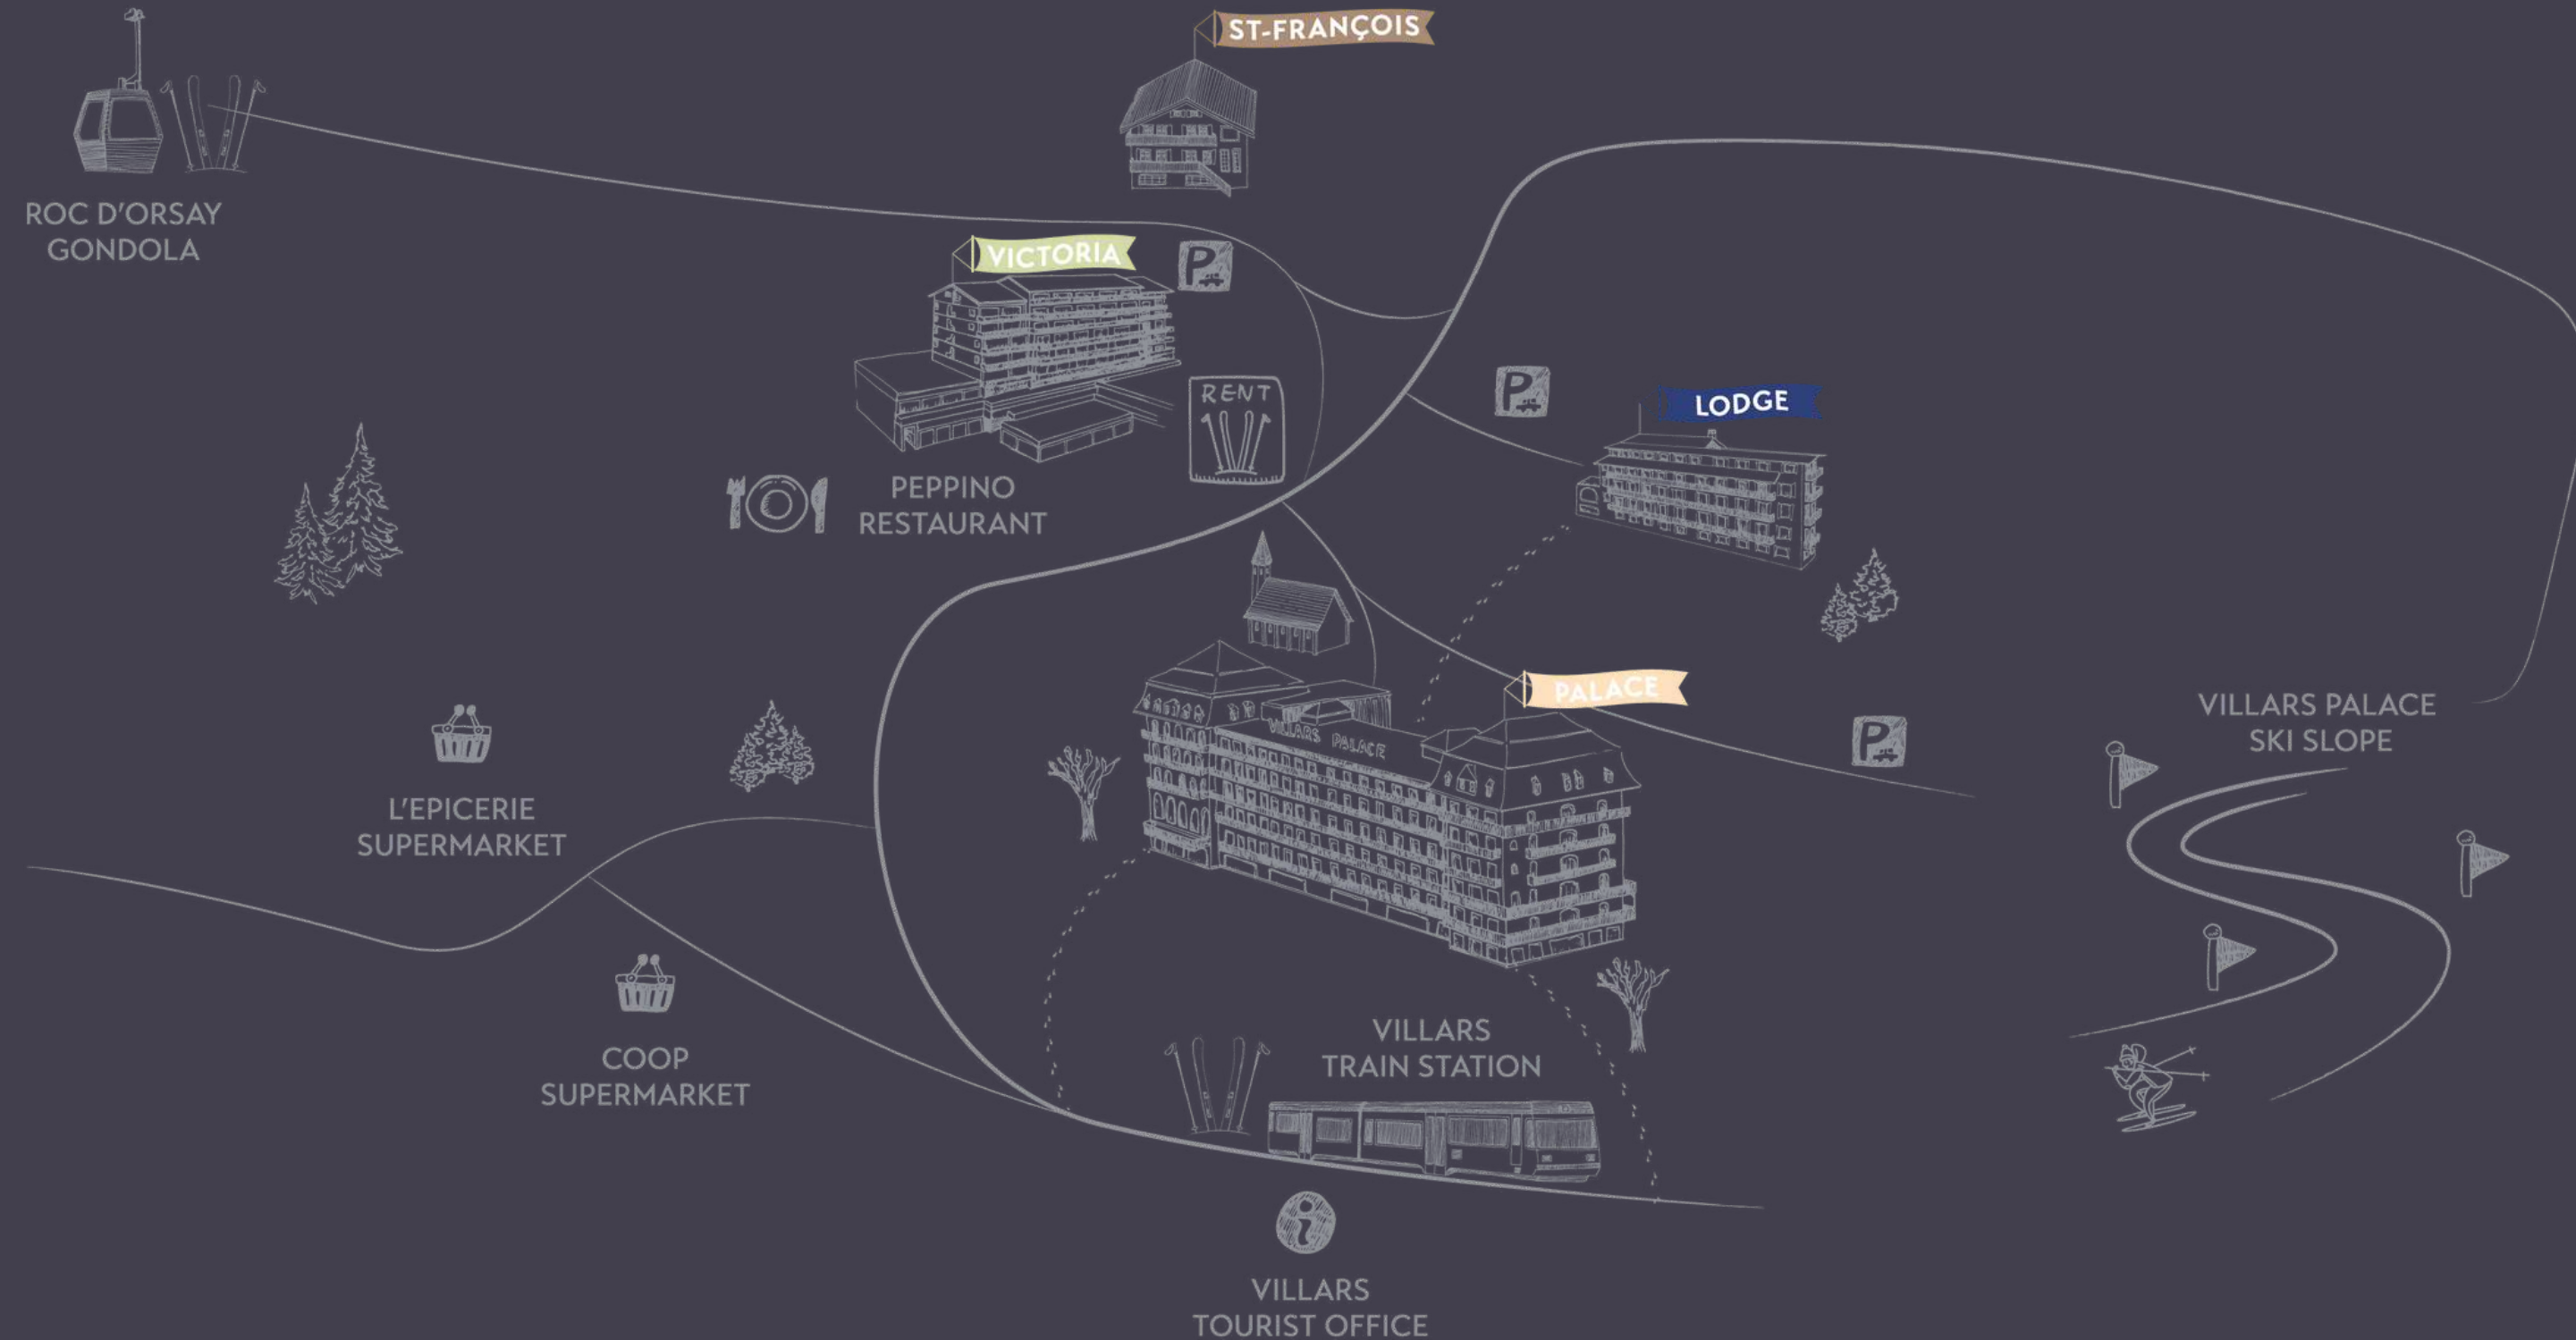 ST-FRANÇOIS
ROC D'ORSAY
GONDOLA
VICTORIA
P
RENT
P
LODGE
PEPPINO
RESTAURANT
PALACE
VILLARS PALACE
VILLARS PALACE
SKI SLOPE
P
L'EPICERIE
SUPERMARKET
COOP
SUPERMARKET
VILLARS
TRAIN STATION
i
VILLARS
TOURIST OFFICE